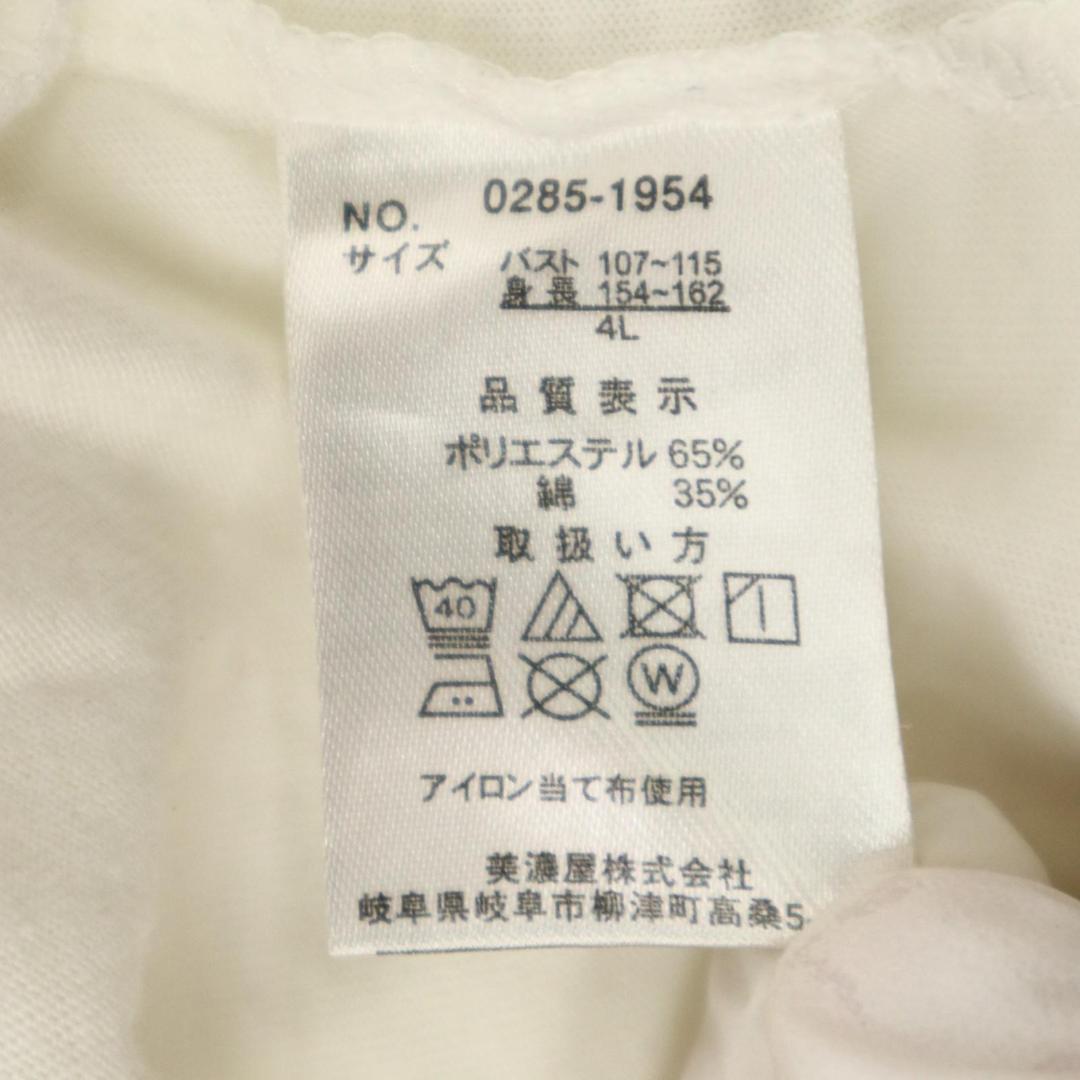 NO. 0285-1954
サイズ バスト 107~115
身長 154~162
4L
品質表示
ポリエステル 65%
綿 35%
取扱い方
40
W
アイロン当て布使用
美濃屋株式会社
岐阜県岐阜市柳津町高桑5-